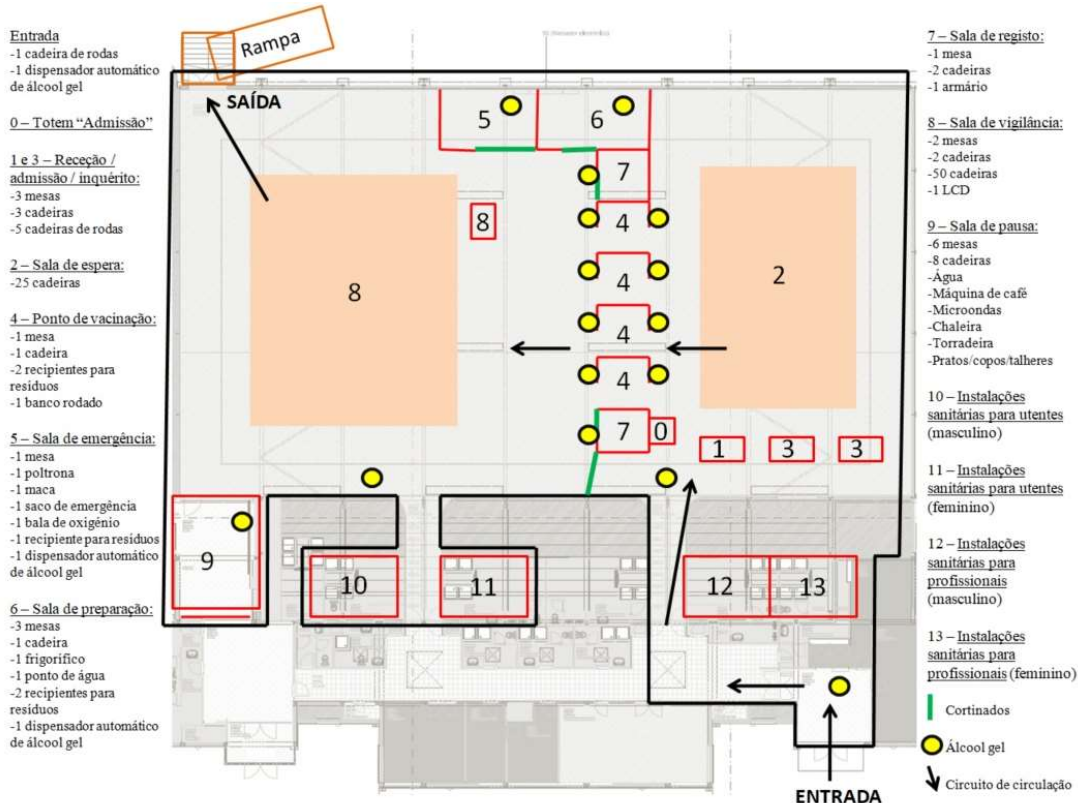 Entrada
-1 cadeira de rodas
-1 dispensador automático
de álcool gel
0 – Totem “Admissão”
1 e 3 – Receção /
admissão / inquérito:
-3 mesas
-3 cadeiras
-5 cadeiras de rodas
2 – Sala de espera:
-25 cadeiras
4 – Ponto de vacinação:
-1 mesa
-1 cadeira
-2 recipientes para
resíduos
-1 banco rodado
5 – Sala de emergência:
-1 mesa
-1 poltrona
-1 maca
-1 saco de emergência
-1 bala de oxigénio
-1 recipiente para resíduos
-1 dispensador automático
de álcool gel
6 – Sala de preparação:
-3 mesas
-1 cadeira
-1 frigorifico
-1 ponto de água
-2 recipientes para
resíduos
-1 dispensador automático
de álcool gel
Rampa
SAÍDA
5
6
7
4
8
4
8
2
4
4
7
0
1
3
3
9
10
11
12
13
ENTRADA
7 – Sala de registo:
-1 mesa
-2 cadeiras
-1 armário
8 – Sala de vigilância:
-2 mesas
-2 cadeiras
-50 cadeiras
-1 LCD
9 – Sala de pausa:
-6 mesas
-8 cadeiras
-Água
-Máquina de café
-Microondas
-Chaleira
-Torradeira
-Pratos/copos/talheres
10 – Instalações
sanitárias para utentes
(masculino)
11 – Instalações
sanitárias para utentes
(feminino)
12 – Instalações
sanitárias para
profissionais
(masculino)
13 – Instalações
sanitárias para
profissionais (feminino)
Cortinados
Álcool gel
Circuito de circulação